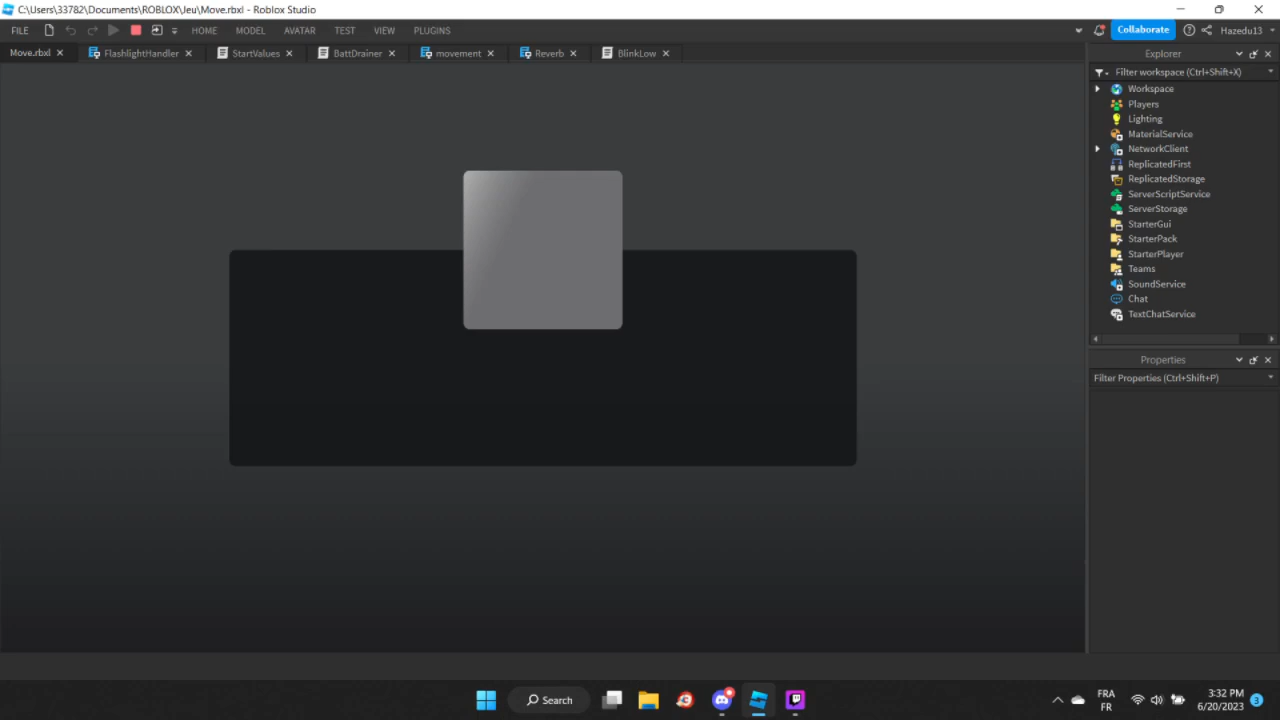 C:\Users\33782\Documents\ROBLOX\Jeu\Move.rbxl - Roblox Studio
FILE HOME MODEL AVATAR TEST VIEW PLUGINS Collaborate Hazedu13
Move.rbxl FlashlightHandler StartValues BattDrainer movement Reverb BlinkLow
Explorer
Filter workspace (Ctrl+Shift+X)
Workspace
Players
Lighting
MaterialService
NetworkClient
ReplicatedFirst
ReplicatedStorage
ServerScriptService
ServerStorage
StarterGui
StarterPack
StarterPlayer
Teams
SoundService
Chat
TextChatService
Properties
Filter Properties (Ctrl+Shift+P)
Search
FRA
FR
3:32 PM
6/20/2023
3